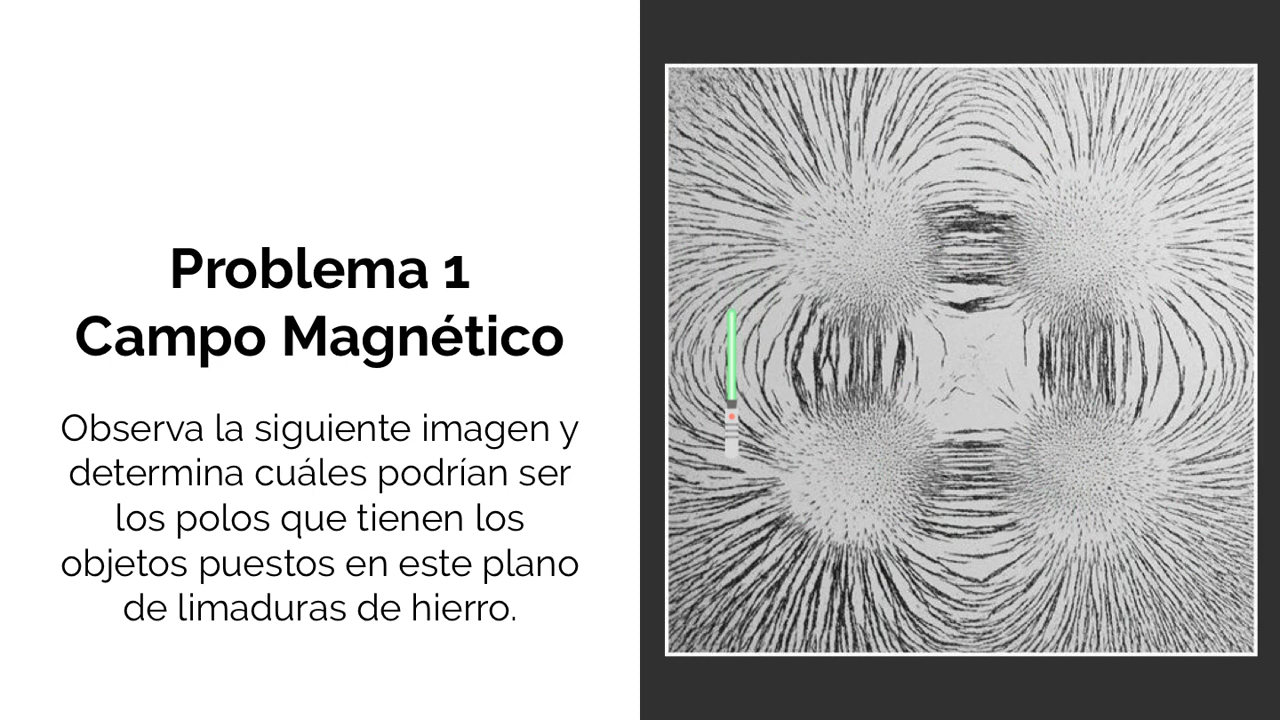 Problema 1
Campo Magnético
Observa la siguiente imagen y
determina cuáles podrían ser
los polos que tienen los
objetos puestos en este plano
de limaduras de hierro.